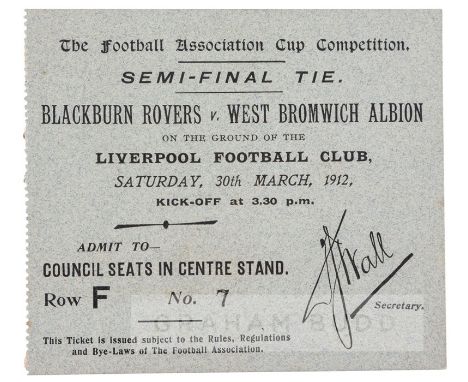 The Football Association Cup Competition.
SEMI-FINAL TIE.
BLACKBURN ROVERS v. WEST BROMWICH ALBION
ON THE GROUND OF THE
LIVERPOOL FOOTBALL CLUB,
SATURDAY, 30th MARCH, 1912,
KICK-OFF at 3.30 p.m.
ADMIT TO—
COUNCIL SEATS IN CENTRE STAND.
Row F No. 7
FJWall
Secretary.
GRAHAM BUDD
This Ticket is issued subject to the Rules, Regulations
and Bye-Laws of The Football Association.